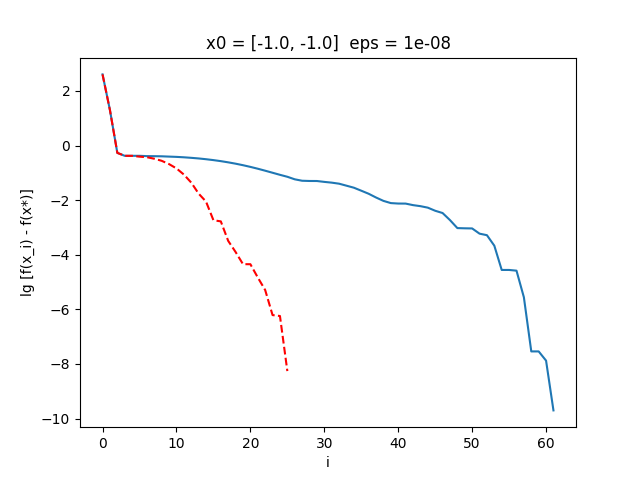 x0 = [-1.0, -1.0]  eps = 1e-08
lg [f(x_i) - f(x*)]
2
0
−2
−4
−6
−8
−10
0 10 20 30 40 50 60
i